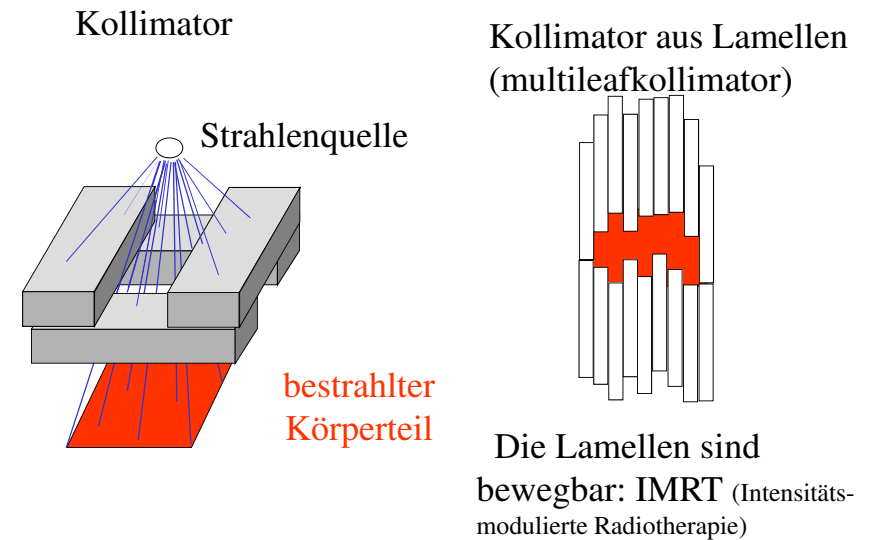 Kollimator
Strahlenquelle
bestrahlter
Körperteil
Kollimator aus Lamellen
(multileafkollimator)
Die Lamellen sind
bewegbar: IMRT (Intensitäts-
modulierte Radiotherapie)